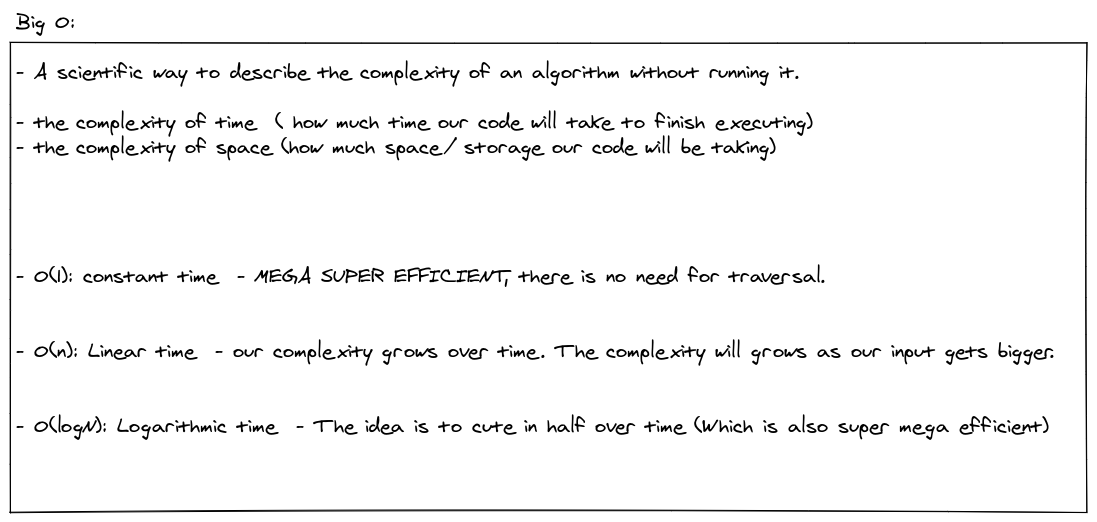 Big O:
- A scientific way to describe the complexity of an algorithm without running it.
- the complexity of time ( how much time our code will take to finish executing)
- the complexity of space (how much space/ storage our code will be taking)
- O(1): constant time - MEGA SUPER EFFICIENT, there is no need for traversal.
- O(n): Linear time - our complexity grows over time. The complexity will grows as our input gets bigger.
- O(logN): Logarithmic time - The idea is to cute in half over time (Which is also super mega efficient)